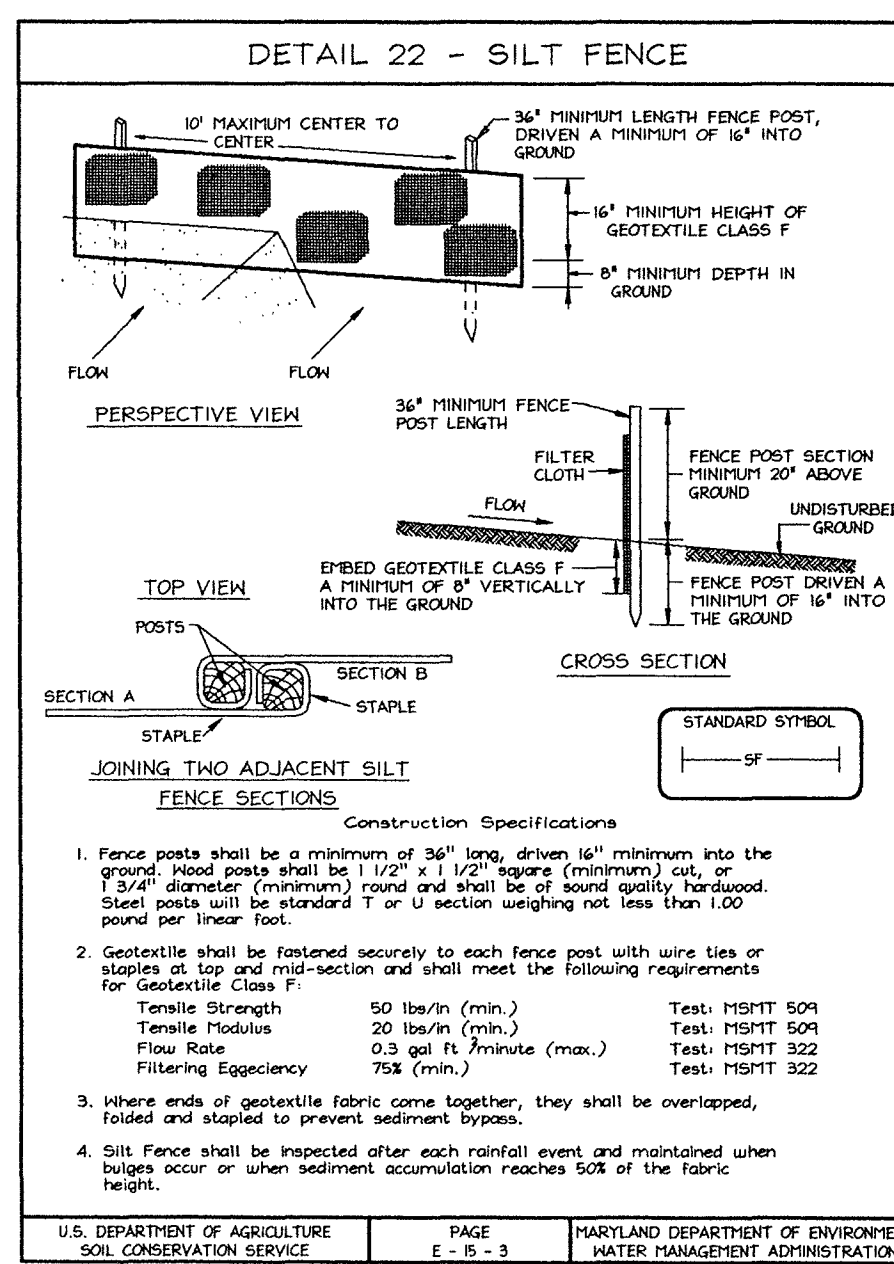 DETAIL 22 - SILT FENCE
10' MAXIMUM CENTER TO
CENTER
36" MINIMUM LENGTH FENCE POST,
DRIVEN A MINIMUM OF 16" INTO
GROUND
16" MINIMUM HEIGHT OF
GEOTEXTILE CLASS F
8" MINIMUM DEPTH IN
GROUND
FLOW
FLOW
PERSPECTIVE VIEW
36" MINIMUM FENCE
POST LENGTH
FILTER
CLOTH
FENCE POST SECTION
MINIMUM 20" ABOVE
GROUND
FLOW
UNDISTURBED
GROUND
EMBED GEOTEXTILE CLASS F
A MINIMUM OF 8" VERTICALLY
INTO THE GROUND
FENCE POST DRIVEN A
MINIMUM OF 16" INTO
THE GROUND
CROSS SECTION
TOP VIEW
POSTS
SECTION B
SECTION A
STAPLE
STAPLE
JOINING TWO ADJACENT SILT
FENCE SECTIONS
STANDARD SYMBOL
SF
Construction Specifications
1. Fence posts shall be a minimum of 36" long, driven 16" minimum into the
ground. Wood posts shall be 1 1/2" x 1 1/2" square (minimum) cut, or
1 3/4" diameter (minimum) round and shall be of sound quality hardwood.
Steel posts will be standard T or U section weighing not less than 1.00
pound per linear foot.
2. Geotextile shall be fastened securely to each fence post with wire ties or
staples at top and mid-section and shall meet the following requirements
for Geotextile Class F:
Tensile Strength 50 lbs/in (min.) Test: MSMT 509
Tensile Modulus 20 lbs/in (min.) Test: MSMT 509
Flow Rate 0.3 gal ft²/minute (max.) Test: MSMT 322
Filtering Eggeciency 75% (min.) Test: MSMT 322
3. Where ends of geotextile fabric come together, they shall be overlapped,
folded and stapled to prevent sediment bypass.
4. Silt Fence shall be inspected after each rainfall event and maintained when
bulges occur or when sediment accumulation reaches 50% of the fabric
height.
U.S. DEPARTMENT OF AGRICULTURE
SOIL CONSERVATION SERVICE
PAGE
E - 15 - 3
MARYLAND DEPARTMENT OF ENVIRONME
WATER MANAGEMENT ADMINISTRATION